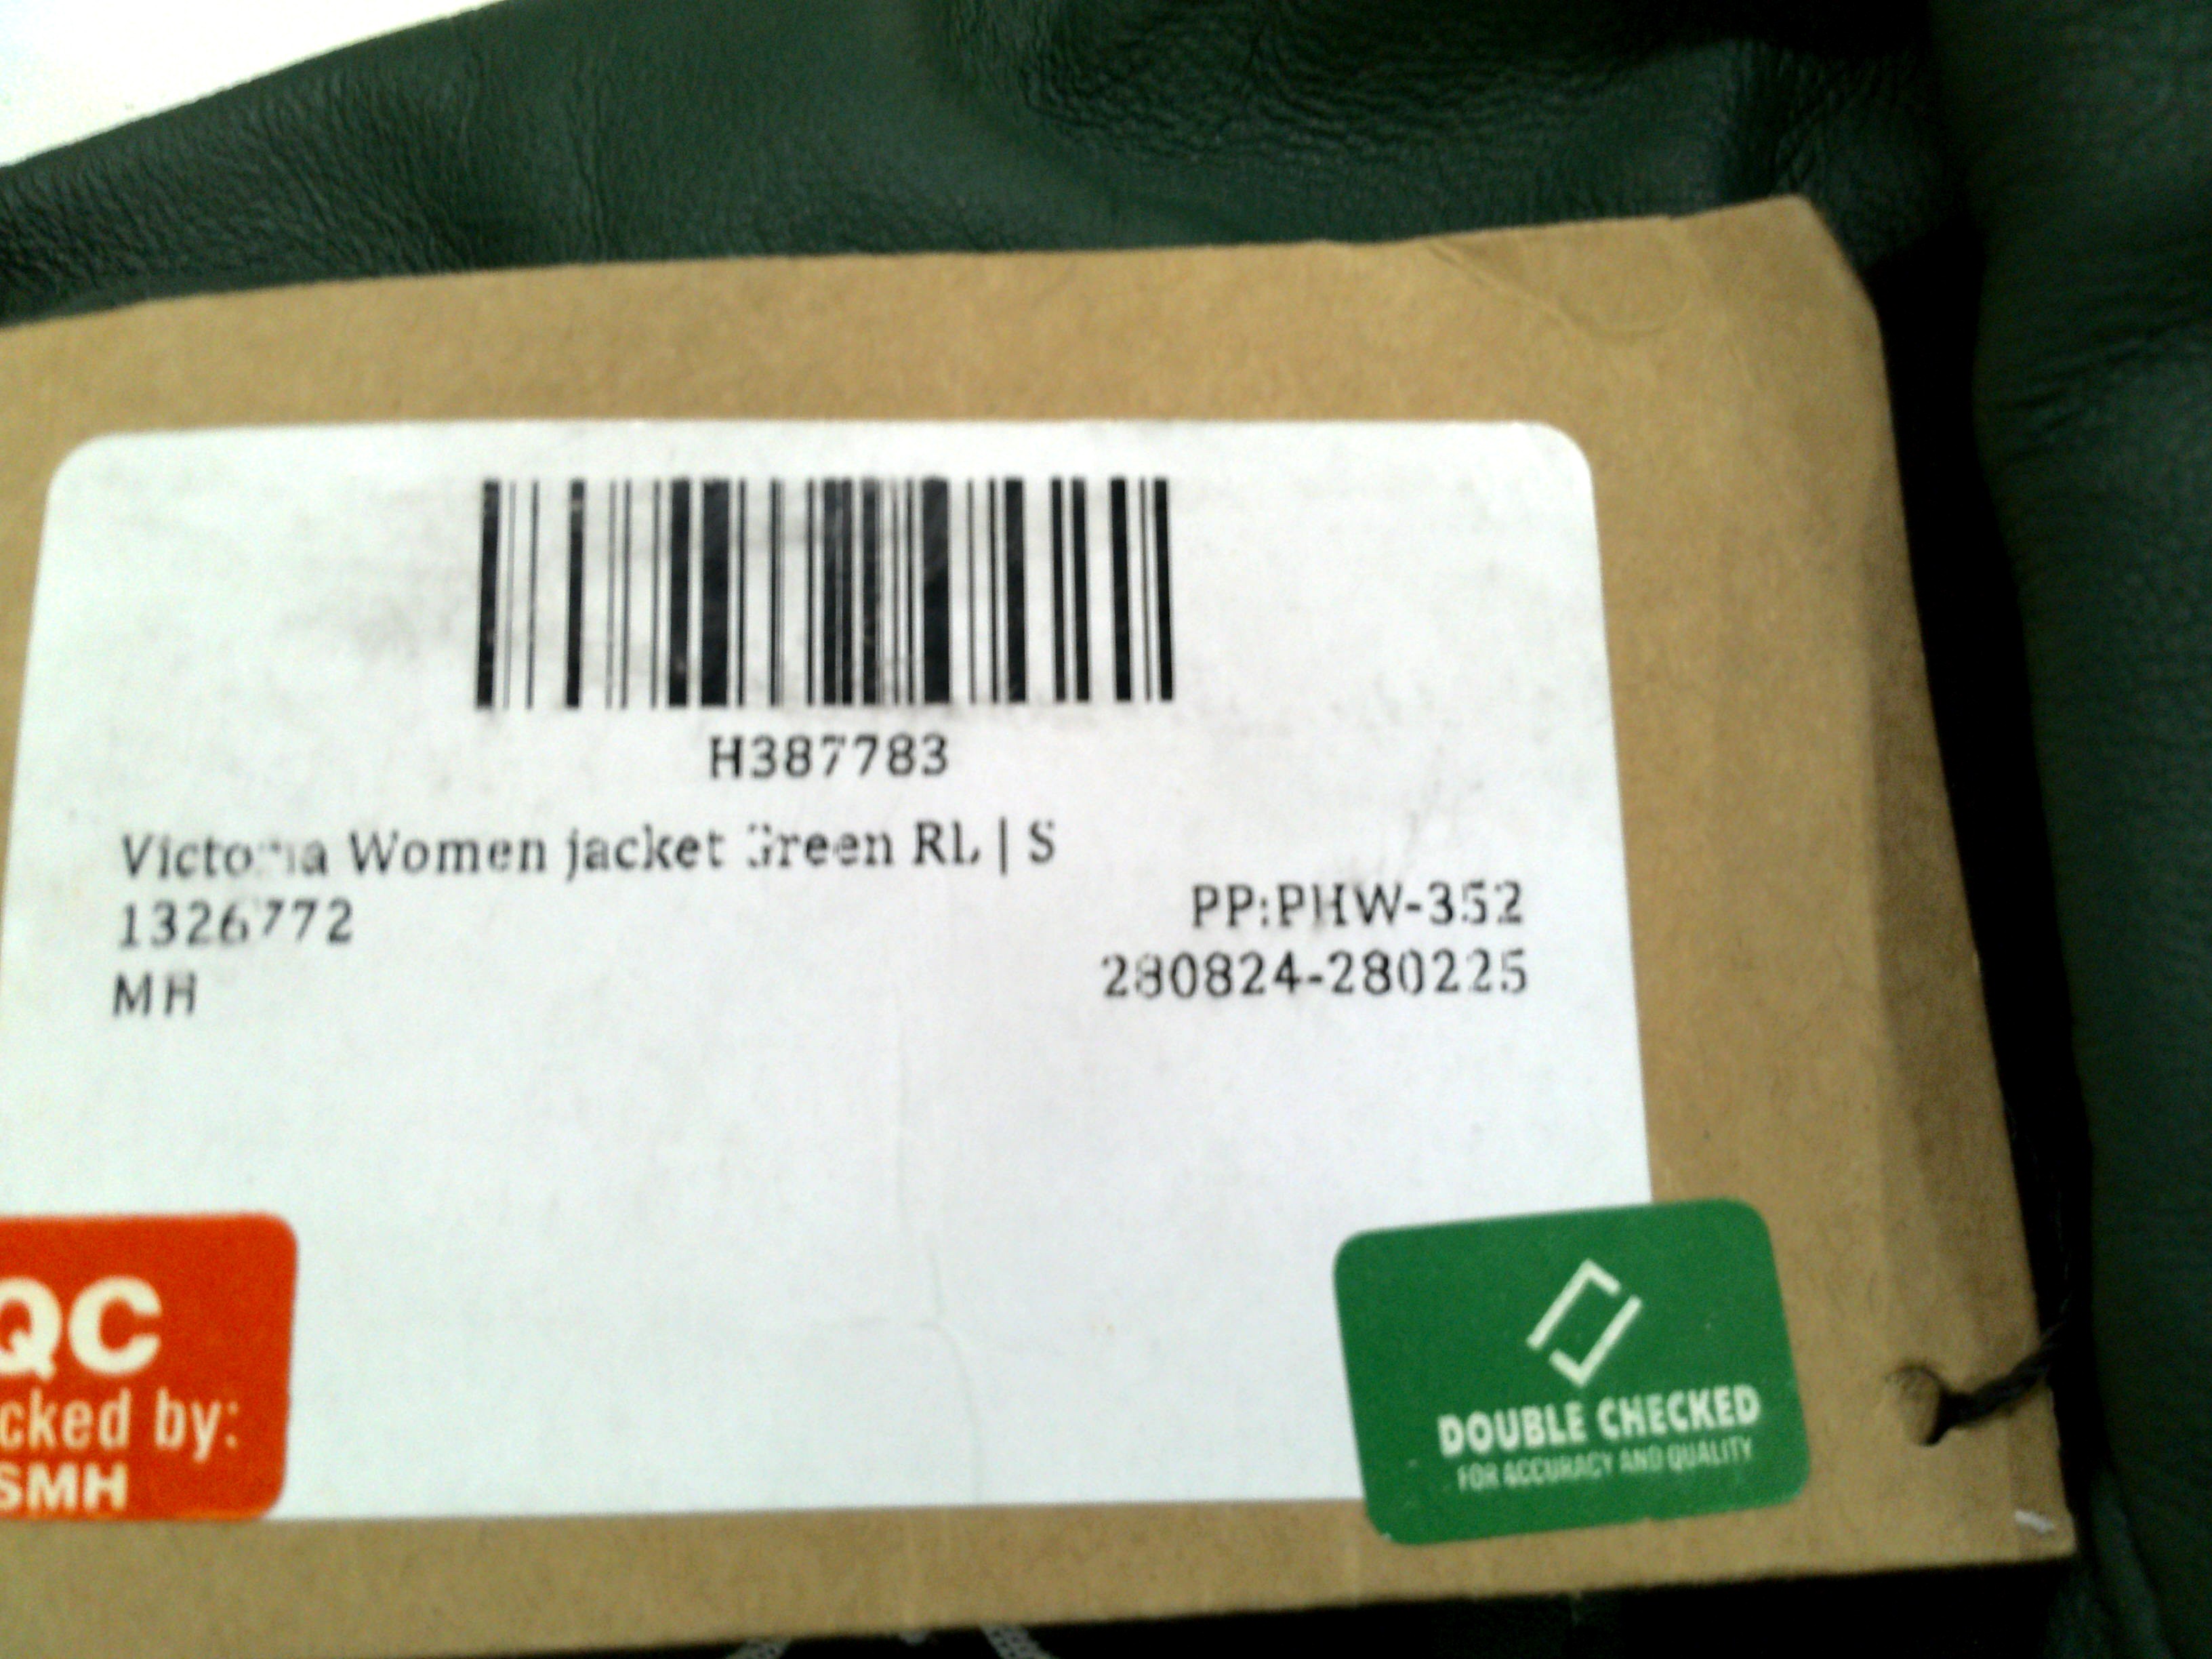 H387783
Victoria Women jacket Green RL | S
1326772
PP:PHW-352
MH
280824-280225
QC
cked by:
SMH
DOUBLE CHECKED
FOR ACCURACY AND QUALITY